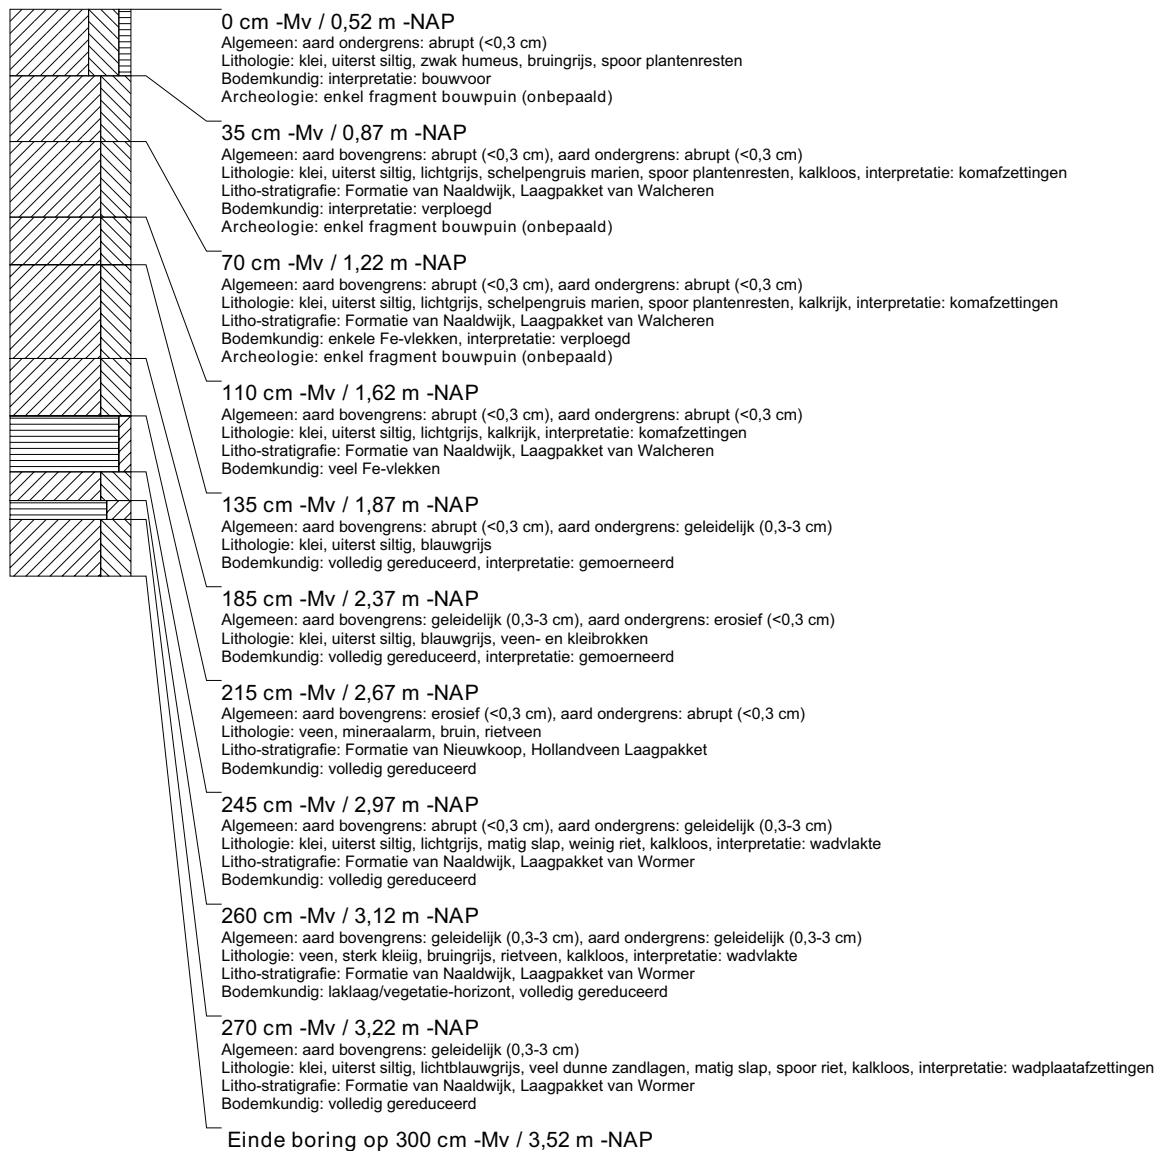 0 cm -Mv / 0,52 m -NAP
Algemeen: aard ondergrens: abrupt (<0,3 cm)
Lithologie: klei, uiterst siltig, zwak humeus, bruingrijs, spoor plantenresten
Bodemkundig: interpretatie: bouwvoor
Archeologie: enkel fragment bouwpuin (onbepaald)
35 cm -Mv / 0,87 m -NAP
Algemeen: aard bovengrens: abrupt (<0,3 cm), aard ondergrens: abrupt (<0,3 cm)
Lithologie: klei, uiterst siltig, lichtgrijs, schelpengruis marien, spoor plantenresten, kalkloos, interpretatie: komafzettingen
Litho-stratigrafie: Formatie van Naaldwijk, Laagpakket van Walcheren
Bodemkundig: interpretatie: verploegd
Archeologie: enkel fragment bouwpuin (onbepaald)
70 cm -Mv / 1,22 m -NAP
Algemeen: aard bovengrens: abrupt (<0,3 cm), aard ondergrens: abrupt (<0,3 cm)
Lithologie: klei, uiterst siltig, lichtgrijs, schelpengruis marien, spoor plantenresten, kalkrijk, interpretatie: komafzettingen
Litho-stratigrafie: Formatie van Naaldwijk, Laagpakket van Walcheren
Bodemkundig: enkele Fe-vlekken, interpretatie: verploegd
Archeologie: enkel fragment bouwpuin (onbepaald)
110 cm -Mv / 1,62 m -NAP
Algemeen: aard bovengrens: abrupt (<0,3 cm), aard ondergrens: abrupt (<0,3 cm)
Lithologie: klei, uiterst siltig, lichtgrijs, kalkrijk, interpretatie: komafzettingen
Litho-stratigrafie: Formatie van Naaldwijk, Laagpakket van Walcheren
Bodemkundig: veel Fe-vlekken
135 cm -Mv / 1,87 m -NAP
Algemeen: aard bovengrens: abrupt (<0,3 cm), aard ondergrens: geleidelijk (0,3-3 cm)
Lithologie: klei, uiterst siltig, blauwgrijs
Bodemkundig: volledig gereduceerd, interpretatie: gemoerneerd
185 cm -Mv / 2,37 m -NAP
Algemeen: aard bovengrens: geleidelijk (0,3-3 cm), aard ondergrens: erosief (<0,3 cm)
Lithologie: klei, uiterst siltig, blauwgrijs, veen- en kleibrokken
Bodemkundig: volledig gereduceerd, interpretatie: gemoerneerd
215 cm -Mv / 2,67 m -NAP
Algemeen: aard bovengrens: erosief (<0,3 cm), aard ondergrens: abrupt (<0,3 cm)
Lithologie: veen, mineraalarm, bruin, rietveen
Litho-stratigrafie: Formatie van Nieuwkoop, Hollandveen Laagpakket
Bodemkundig: volledig gereduceerd
245 cm -Mv / 2,97 m -NAP
Algemeen: aard bovengrens: abrupt (<0,3 cm), aard ondergrens: geleidelijk (0,3-3 cm)
Lithologie: klei, uiterst siltig, lichtgrijs, matig slap, weinig riet, kalkloos, interpretatie: wadvlakte
Litho-stratigrafie: Formatie van Naaldwijk, Laagpakket van Wormer
Bodemkundig: volledig gereduceerd
260 cm -Mv / 3,12 m -NAP
Algemeen: aard bovengrens: geleidelijk (0,3-3 cm), aard ondergrens: geleidelijk (0,3-3 cm)
Lithologie: veen, sterk kleiig, bruingrijs, rietveen, kalkloos, interpretatie: wadvlakte
Litho-stratigrafie: Formatie van Naaldwijk, Laagpakket van Wormer
Bodemkundig: laklaag/vegetatie-horizont, volledig gereduceerd
270 cm -Mv / 3,22 m -NAP
Algemeen: aard bovengrens: geleidelijk (0,3-3 cm)
Lithologie: klei, uiterst siltig, lichtblauwgrijs, veel dunne zandlagen, matig slap, spoor riet, kalkloos, interpretatie: wadplaatafzettingen
Litho-stratigrafie: Formatie van Naaldwijk, Laagpakket van Wormer
Bodemkundig: volledig gereduceerd
Einde boring op 300 cm -Mv / 3,52 m -NAP